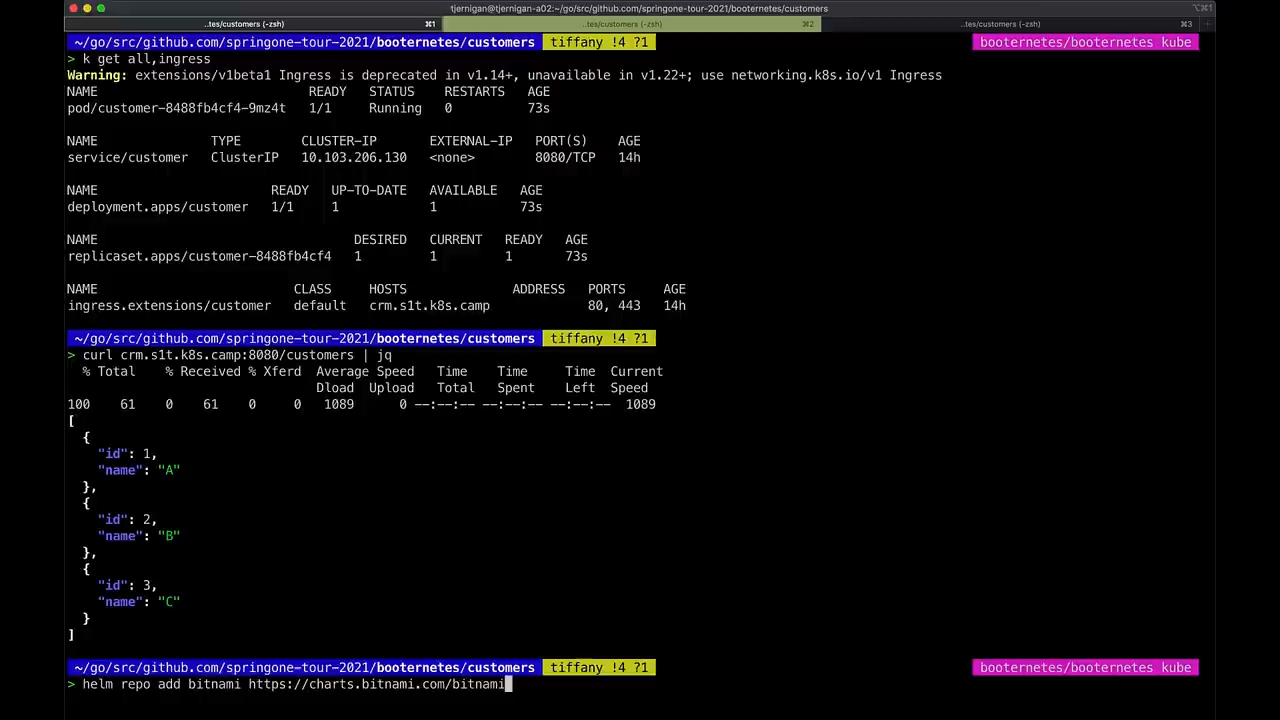 tjernigan@tjernigan-a02:~/go/src/github.com/springone-tour-2021/booternetes/customers
⌥⌘1
..tes/customers (-zsh) ⌘1 ..tes/customers (-zsh) ⌘2 ..tes/customers (-zsh) ⌘3 +
~/go/src/github.com/springone-tour-2021/booternetes/customers tiffany !4 ?1 booternetes/booternetes kube
> k get all,ingress
Warning: extensions/v1beta1 Ingress is deprecated in v1.14+, unavailable in v1.22+; use networking.k8s.io/v1 Ingress
NAME READY STATUS RESTARTS AGE
pod/customer-8488fb4cf4-9mz4t 1/1 Running 0 73s
NAME TYPE CLUSTER-IP EXTERNAL-IP PORT(S) AGE
service/customer ClusterIP 10.103.206.130 <none> 8080/TCP 14h
NAME READY UP-TO-DATE AVAILABLE AGE
deployment.apps/customer 1/1 1 1 73s
NAME DESIRED CURRENT READY AGE
replicaset.apps/customer-8488fb4cf4 1 1 1 73s
NAME CLASS HOSTS ADDRESS PORTS AGE
ingress.extensions/customer default crm.s1t.k8s.camp 80, 443 14h
~/go/src/github.com/springone-tour-2021/booternetes/customers tiffany !4 ?1
> curl crm.s1t.k8s.camp:8080/customers | jq
% Total % Received % Xferd Average Speed Time Time Time Current
Dload Upload Total Spent Left Speed
100 61 0 61 0 0 1089 0 --:--:-- --:--:-- --:--:-- 1089
[
{
"id": 1,
"name": "A"
},
{
"id": 2,
"name": "B"
},
{
"id": 3,
"name": "C"
}
]
~/go/src/github.com/springone-tour-2021/booternetes/customers tiffany !4 ?1 booternetes/booternetes kube
> helm repo add bitnami https://charts.bitnami.com/bitnami